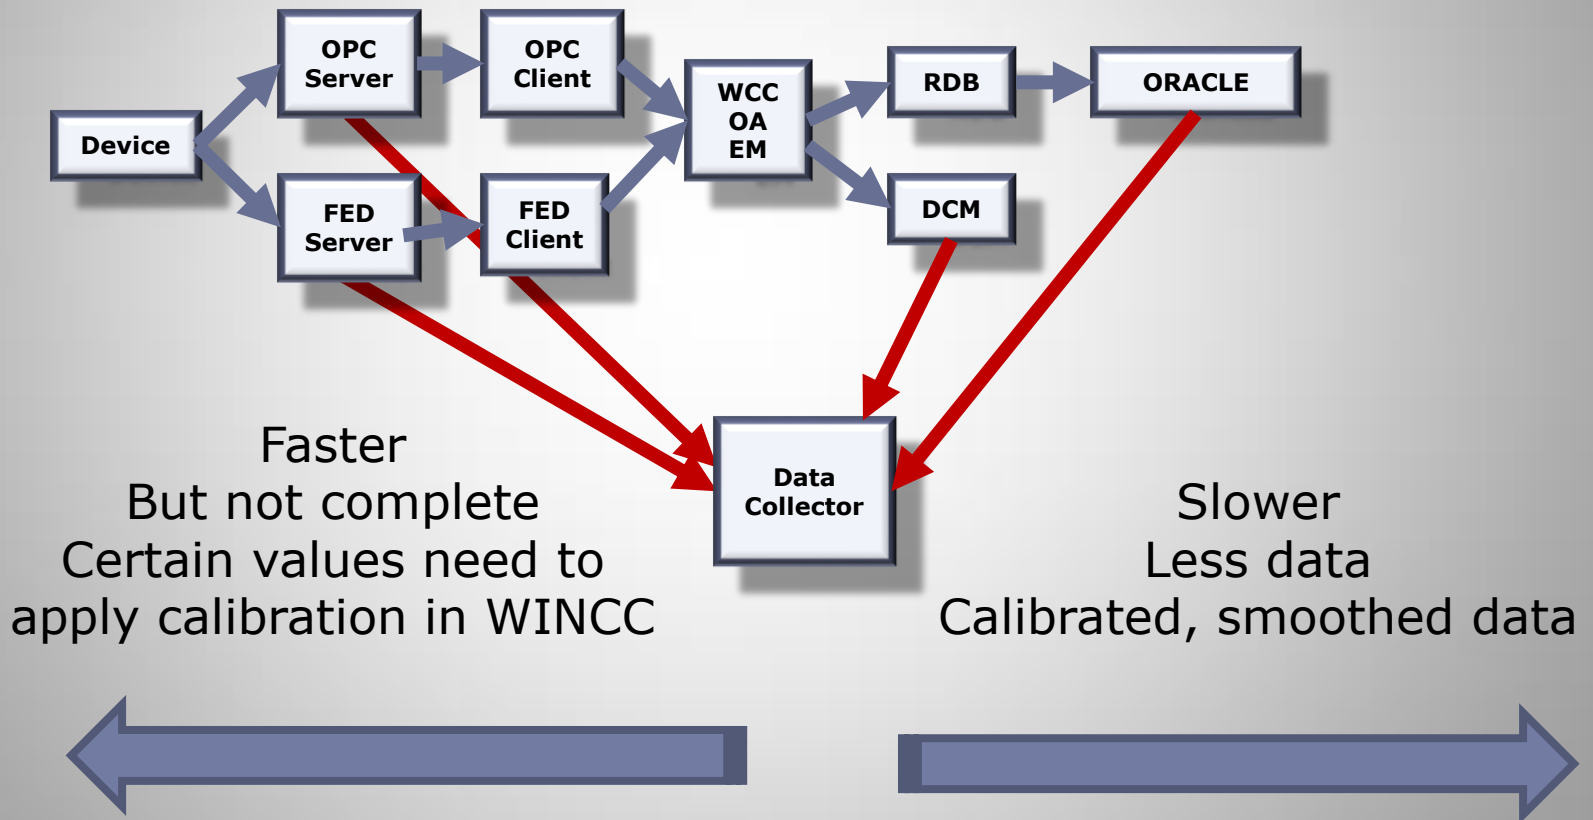 OPC
Server
OPC
Client
WCC
OA
EM
RDB
ORACLE
Device
FED
Server
FED
Client
DCM
Data
Collector
Faster
But not complete
Certain values need to
apply calibration in WINCC
Slower
Less data
Calibrated, smoothed data